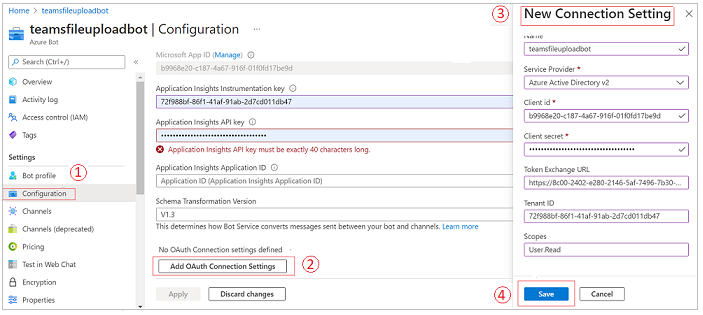 Home > teamsfileuploadbot
teamsfileuploadbot | Configuration ...
Azure Bot
Search (Ctrl+/)
«
Overview
Activity log
Access control (IAM)
Tags
Settings
1
Bot profile
Configuration
Channels
Channels (deprecated)
Pricing
Test in Web Chat
Encryption
Properties
Microsoft App ID (Manage)
b9968e20-c187-4a67-916f-01f0fd17be9d
Application Insights Instrumentation key
72f988bf-86f1-41af-91ab-2d7cd011db47
Application Insights API key
Application Insights API key must be exactly 40 characters long.
Application Insights Application ID
Application ID (Application Insights Application ID)
Schema Transformation Version
V1.3
This determines how Bot Service converts messages sent between your bot and channels. Learn more
No OAuth Connection settings defined
Add OAuth Connection Settings
2
Apply
Discard changes
3
New Connection Setting
Name
teamsfileuploadbot
Service Provider *
Azure Active Directory v2
Client id *
b9968e20-c187-4a67-916f-01f0fd17be9d
Client secret *
Token Exchange URL
https://8c00-2402-e280-2146-5af-7496-7b30-...
Tenant ID
72f988bf-86f1-41af-91ab-2d7cd011db47
Scopes
User.Read
4
Save
Cancel